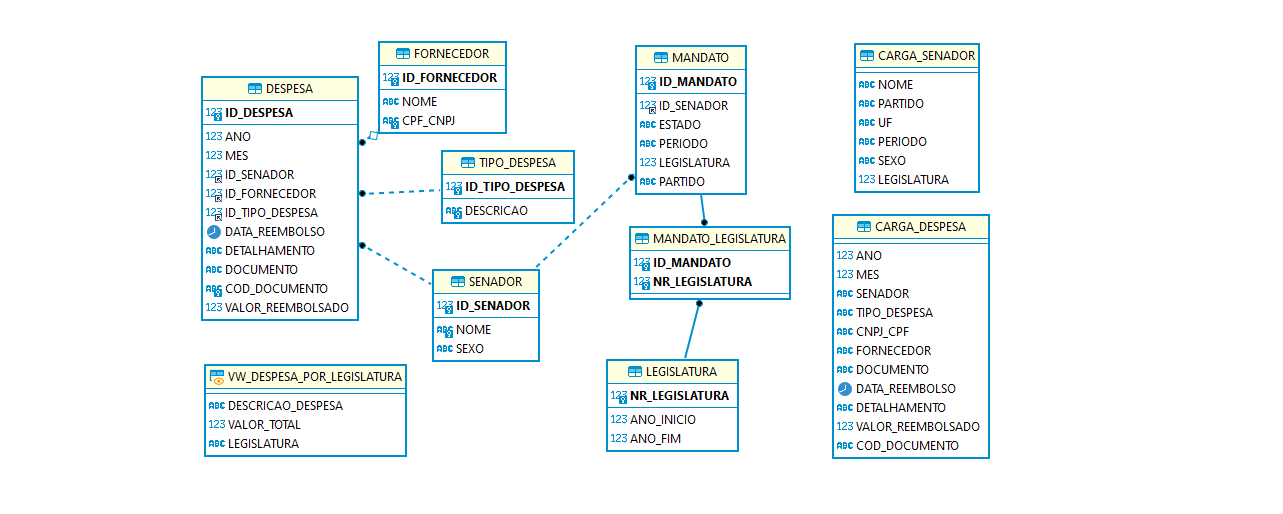 FORNECEDOR
123 ID_FORNECEDOR
ABC NOME
ABC CPF_CNPJ
DESPESA
123 ID_DESPESA
123 ANO
123 MES
123 ID_SENADOR
123 ID_FORNECEDOR
123 ID_TIPO_DESPESA
DATA_REEMBOLSO
ABC DETALHAMENTO
ABC DOCUMENTO
ABC COD_DOCUMENTO
123 VALOR_REEMBOLSADO
TIPO_DESPESA
123 ID_TIPO_DESPESA
ABC DESCRICAO
SENADOR
123 ID_SENADOR
ABC NOME
ABC SEXO
VW_DESPESA_POR_LEGISLATURA
ABC DESCRICAO_DESPESA
123 VALOR_TOTAL
ABC LEGISLATURA
MANDATO
123 ID_MANDATO
123 ID_SENADOR
ABC ESTADO
ABC PERIODO
123 LEGISLATURA
ABC PARTIDO
MANDATO_LEGISLATURA
123 ID_MANDATO
123 NR_LEGISLATURA
LEGISLATURA
123 NR_LEGISLATURA
123 ANO_INICIO
123 ANO_FIM
CARGA_SENADOR
ABC NOME
ABC PARTIDO
ABC UF
ABC PERIODO
ABC SEXO
123 LEGISLATURA
CARGA_DESPESA
123 ANO
123 MES
ABC SENADOR
ABC TIPO_DESPESA
ABC CNPJ_CPF
ABC FORNECEDOR
ABC DOCUMENTO
DATA_REEMBOLSO
ABC DETALHAMENTO
123 VALOR_REEMBOLSADO
ABC COD_DOCUMENTO